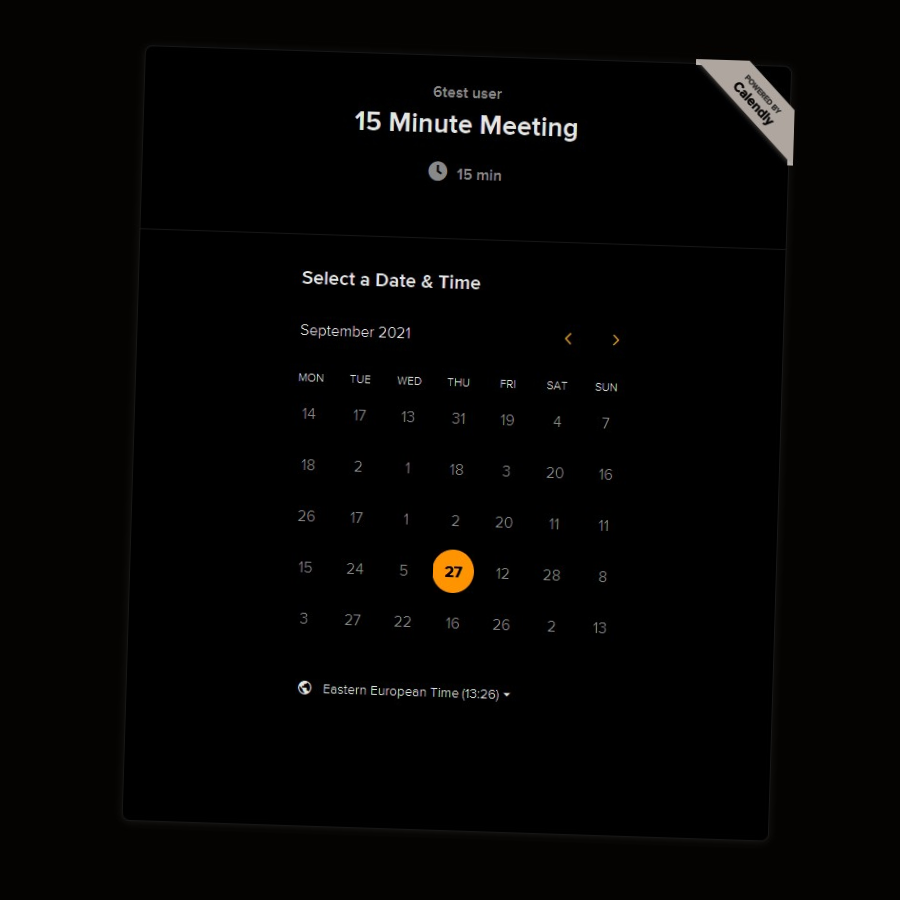 6test user
15 Minute Meeting
15 min
POWERED BY
Calendly
Select a Date & Time
September 2021
MON TUE WED THU FRI SAT SUN
14 17 13 31 19 4 7
18 2 1 18 3 20 16
26 17 1 2 20 11 11
15 24 5 27 12 28 8
3 27 22 16 26 2 13
Eastern European Time (13:26)